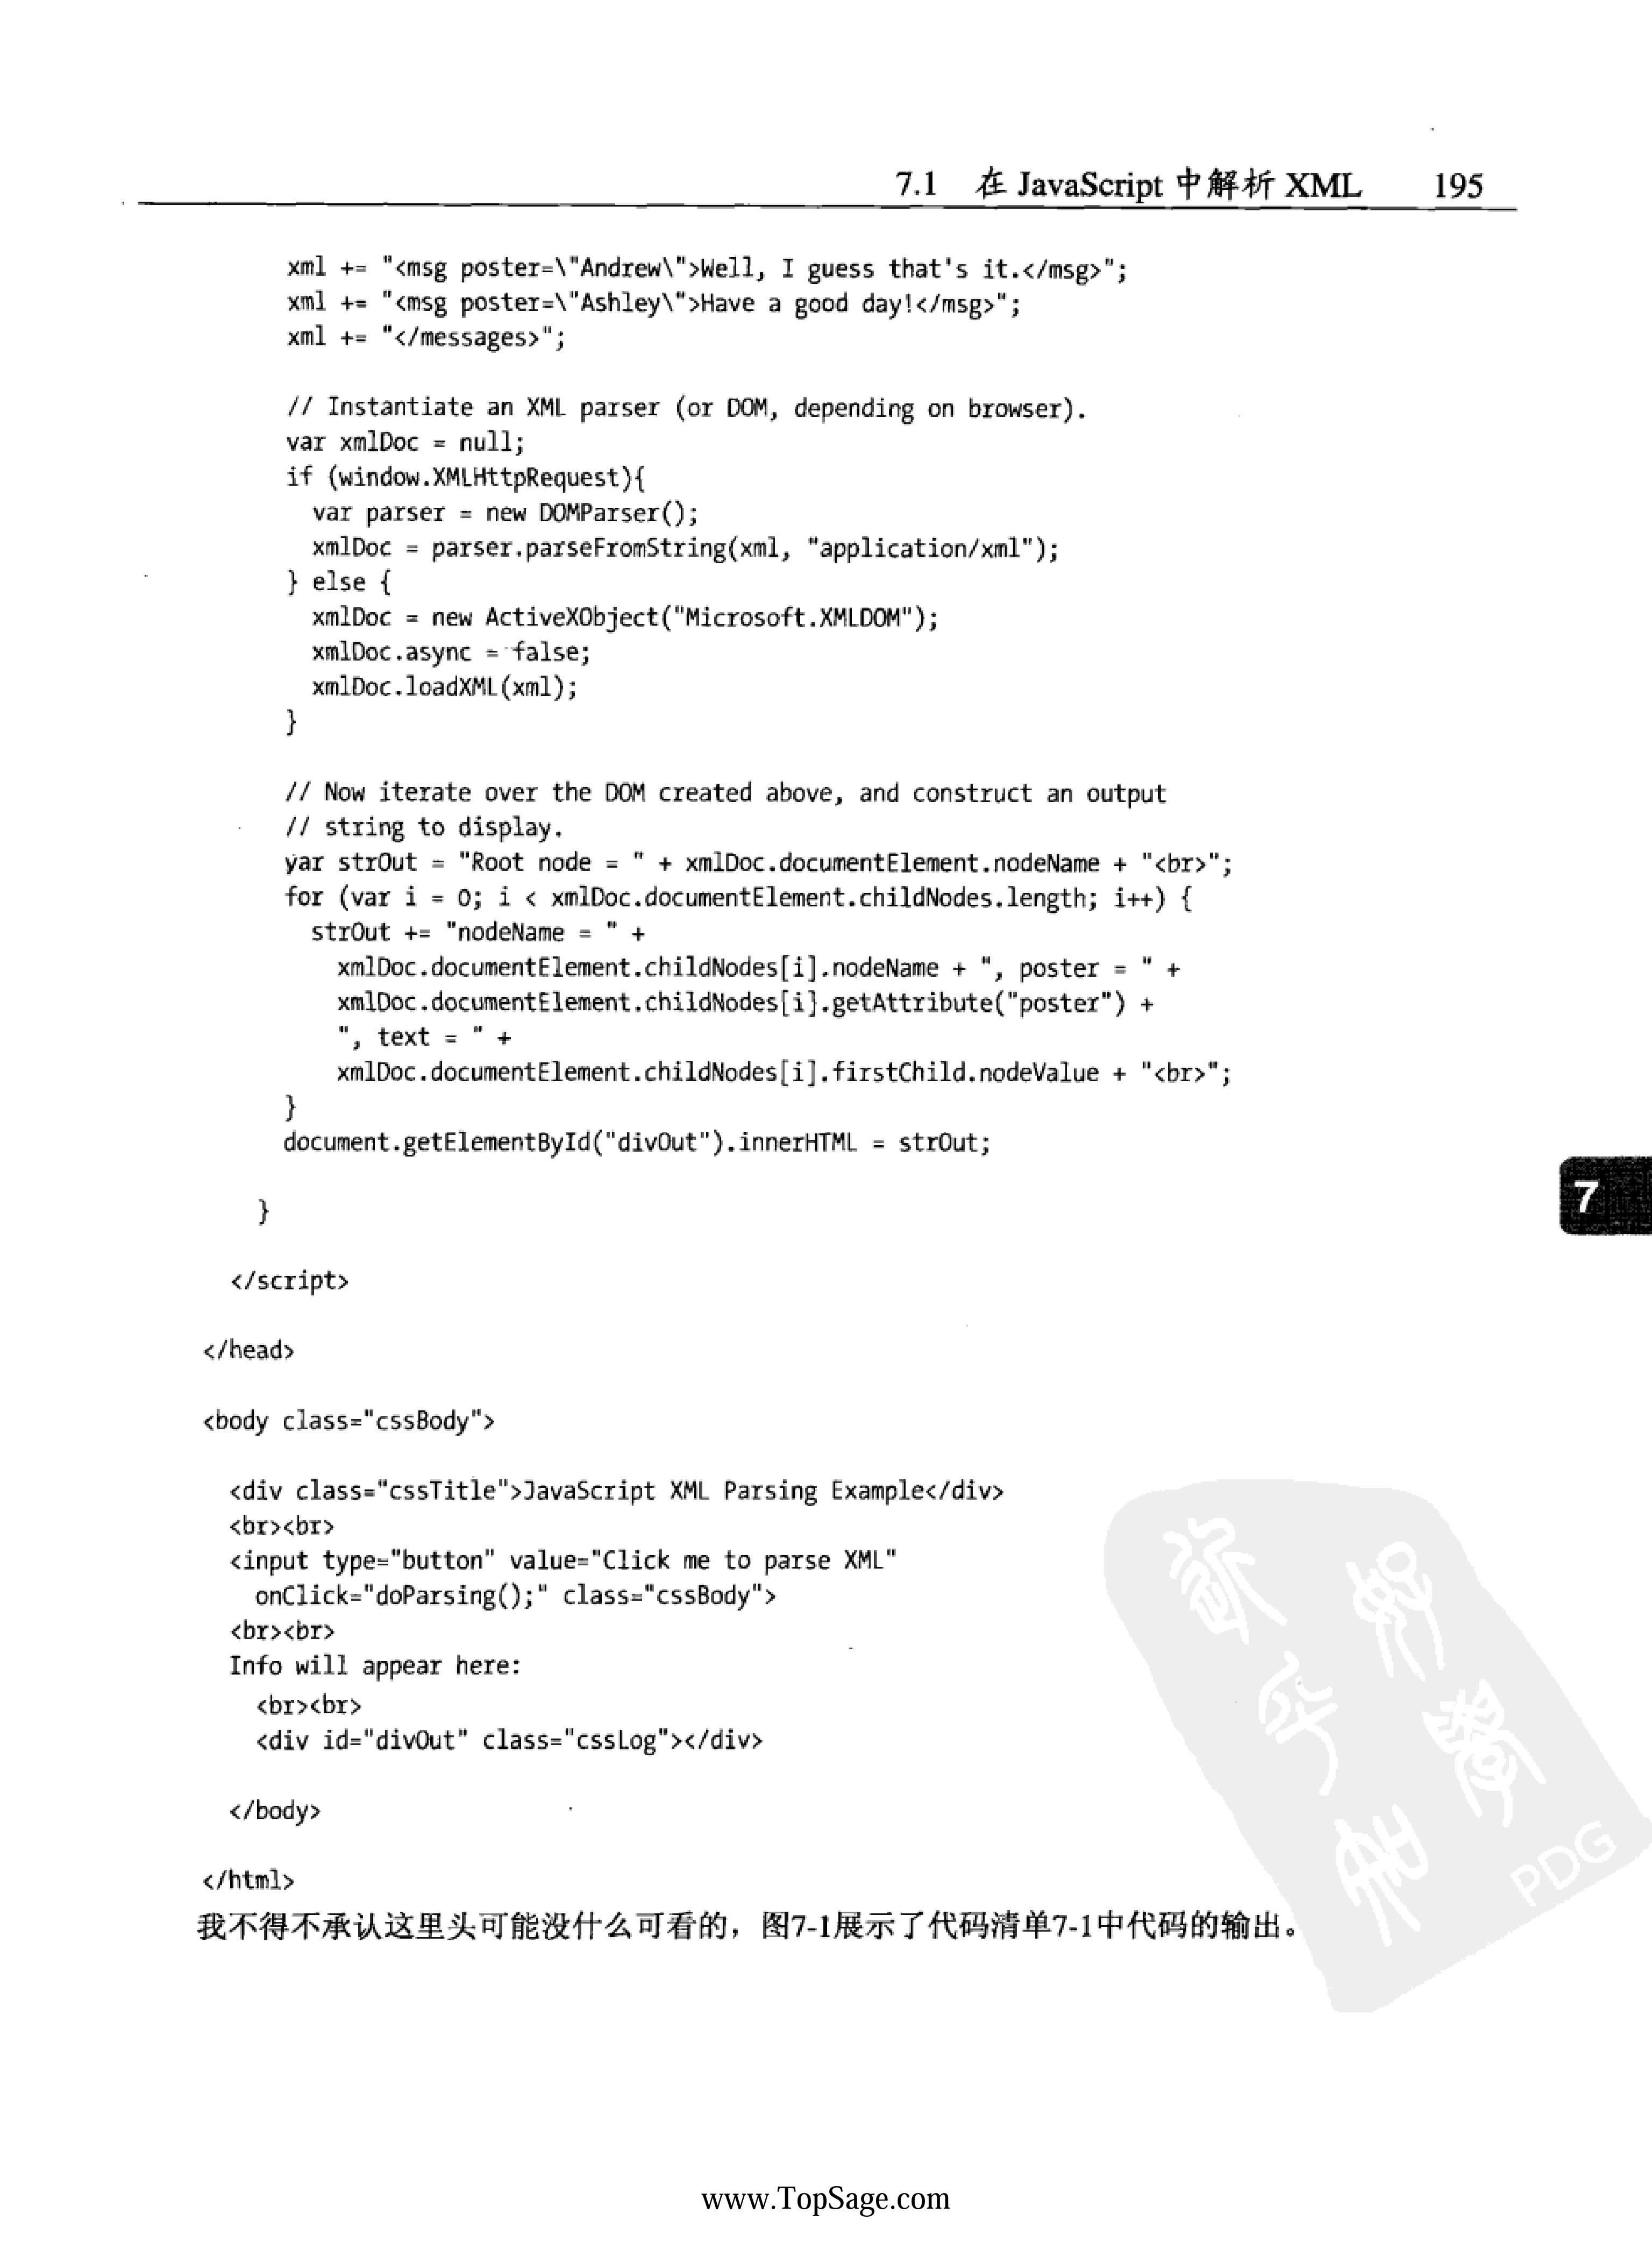 7.1 在 JavaScript 中解析 XML 195
xml += "<msg poster=\"Andrew\">Well, I guess that's it.</msg>";
xml += "<msg poster=\"Ashley\">Have a good day!</msg>";
xml += "</messages>";
// Instantiate an XML parser (or DOM, depending on browser).
var xmlDoc = null;
if (window.XMLHttpRequest){
var parser = new DOMParser();
xmlDoc = parser.parseFromString(xml, "application/xml");
} else {
xmlDoc = new ActiveXObject("Microsoft.XMLDOM");
xmlDoc.async = false;
xmlDoc.loadXML(xml);
}
// Now iterate over the DOM created above, and construct an output
// string to display.
var strOut = "Root node = " + xmlDoc.documentElement.nodeName + "<br>";
for (var i = 0; i < xmlDoc.documentElement.childNodes.length; i++) {
strOut += "nodeName = " +
xmlDoc.documentElement.childNodes[i].nodeName + ", poster = " +
xmlDoc.documentElement.childNodes[i].getAttribute("poster") +
", text = " +
xmlDoc.documentElement.childNodes[i].firstChild.nodeValue + "<br>";
}
document.getElementById("divOut").innerHTML = strOut;
7
}
</script>
</head>
<body class="cssBody">
<div class="cssTitle">JavaScript XML Parsing Example</div>
<br><br>
<input type="button" value="Click me to parse XML"
onClick="doParsing();" class="cssBody">
<br><br>
Info will appear here:
<br><br>
<div id="divOut" class="cssLog"></div>
</body>
</html>
PDG
我不得不承认这里头可能没什么可看的，图7-1展示了代码清单7-1中代码的输出。
www.TopSage.com